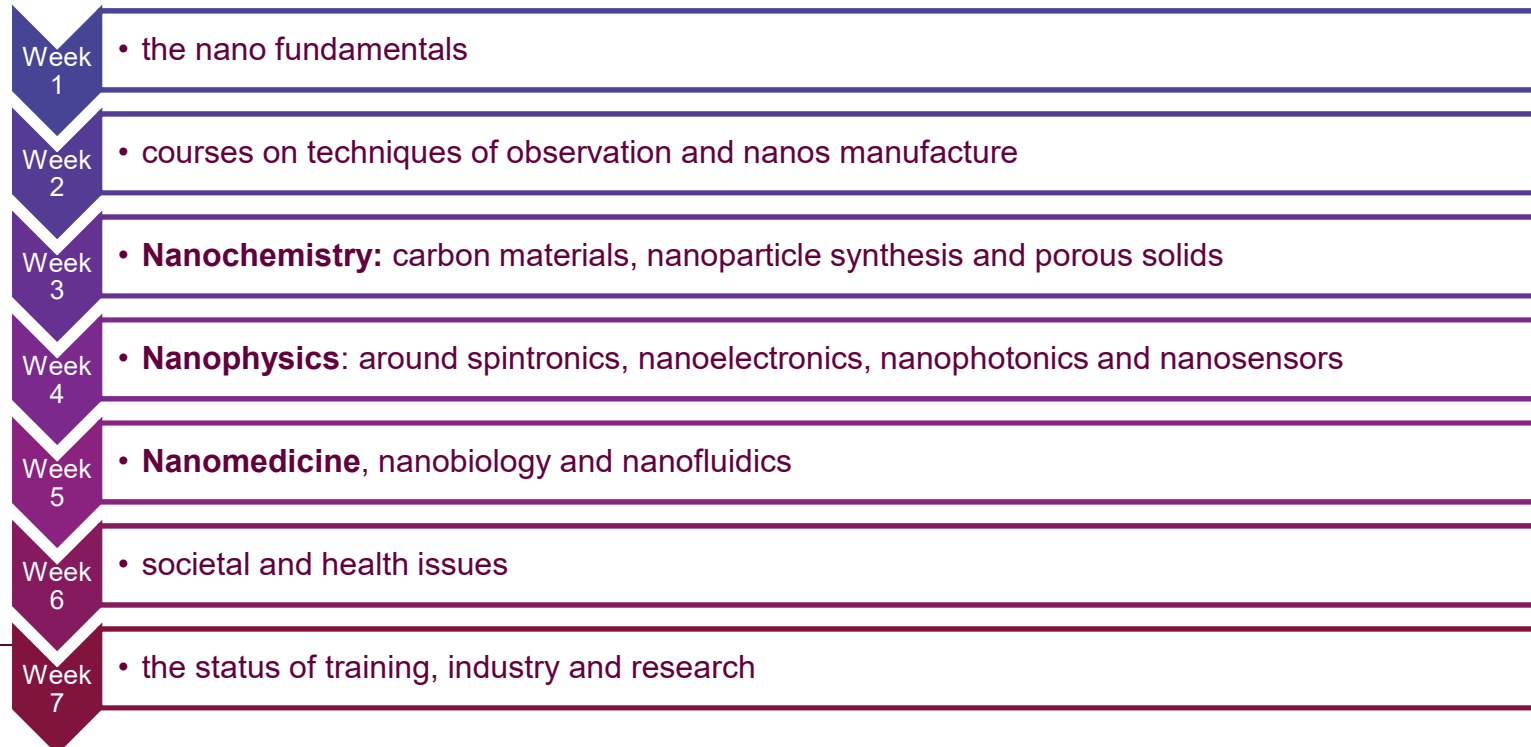 Week
1
• the nano fundamentals
Week
2
• courses on techniques of observation and nanos manufacture
Week
3
• Nanochemistry: carbon materials, nanoparticle synthesis and porous solids
Week
4
• Nanophysics: around spintronics, nanoelectronics, nanophotonics and nanosensors
Week
5
• Nanomedicine, nanobiology and nanofluidics
Week
6
• societal and health issues
Week
7
• the status of training, industry and research